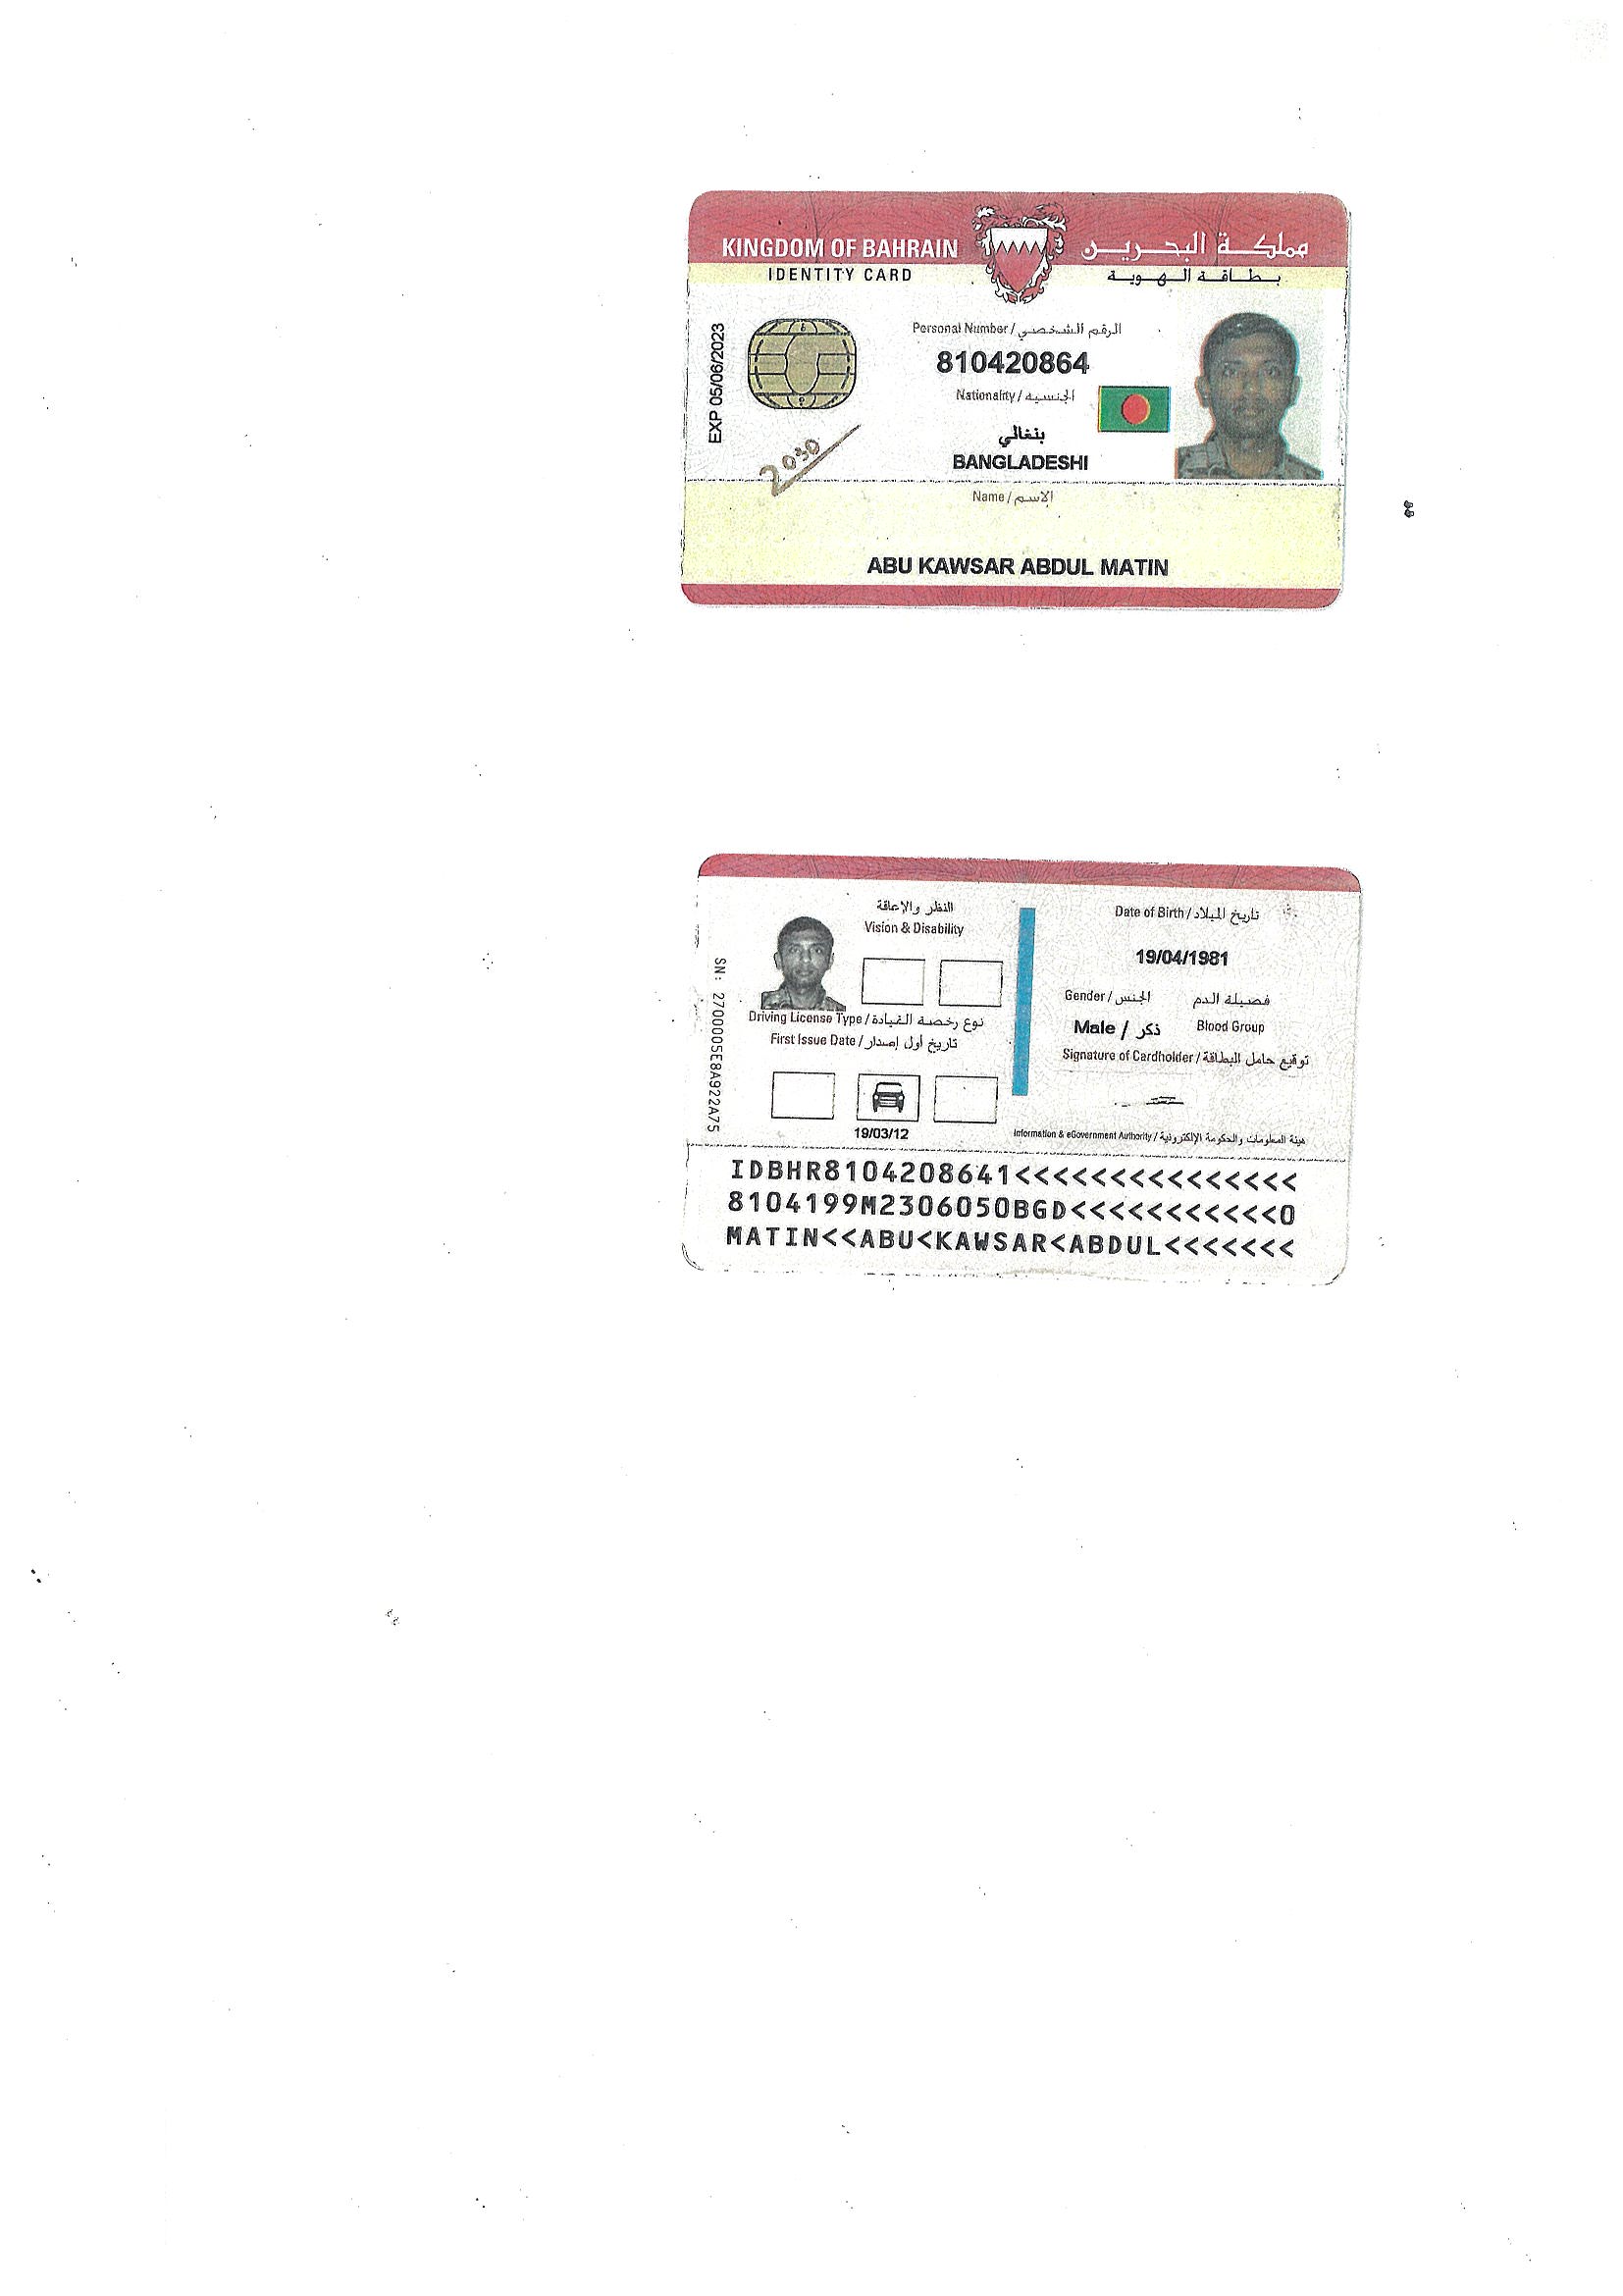 KINGDOM OF BAHRAIN مملكة البحرين
IDENTITY CARD بطاقة الهوية
EXP 05/06/2023
Personal Number / الرقم الشخصي
810420864
Nationality / الجنسية
بنغالي
BANGLADESHI
2030
Name / الاسم
ABU KAWSAR ABDUL MATIN
النظر والإعاقة
Vision & Disability
Date of Birth / تاريخ الميلاد
19/04/1981
Gender / الجنس
فصيلة الدم
Male / ذكر
Blood Group
Signature of Cardholder / توقيع حامل البطاقة
SN: 2700005E8A922A75
Driving License Type / نوع رخصة القيادة
First Issue Date / تاريخ أول إصدار
19/03/12
Information & eGovernment Authority / هيئة المعلومات والحكومة الإلكترونية
IDBHR8104208641<<<<<<<<<<<<<<<
8104199M2306050BGD<<<<<<<<<<<0
MATIN<<ABU<KAWSAR<ABDUL<<<<<<<